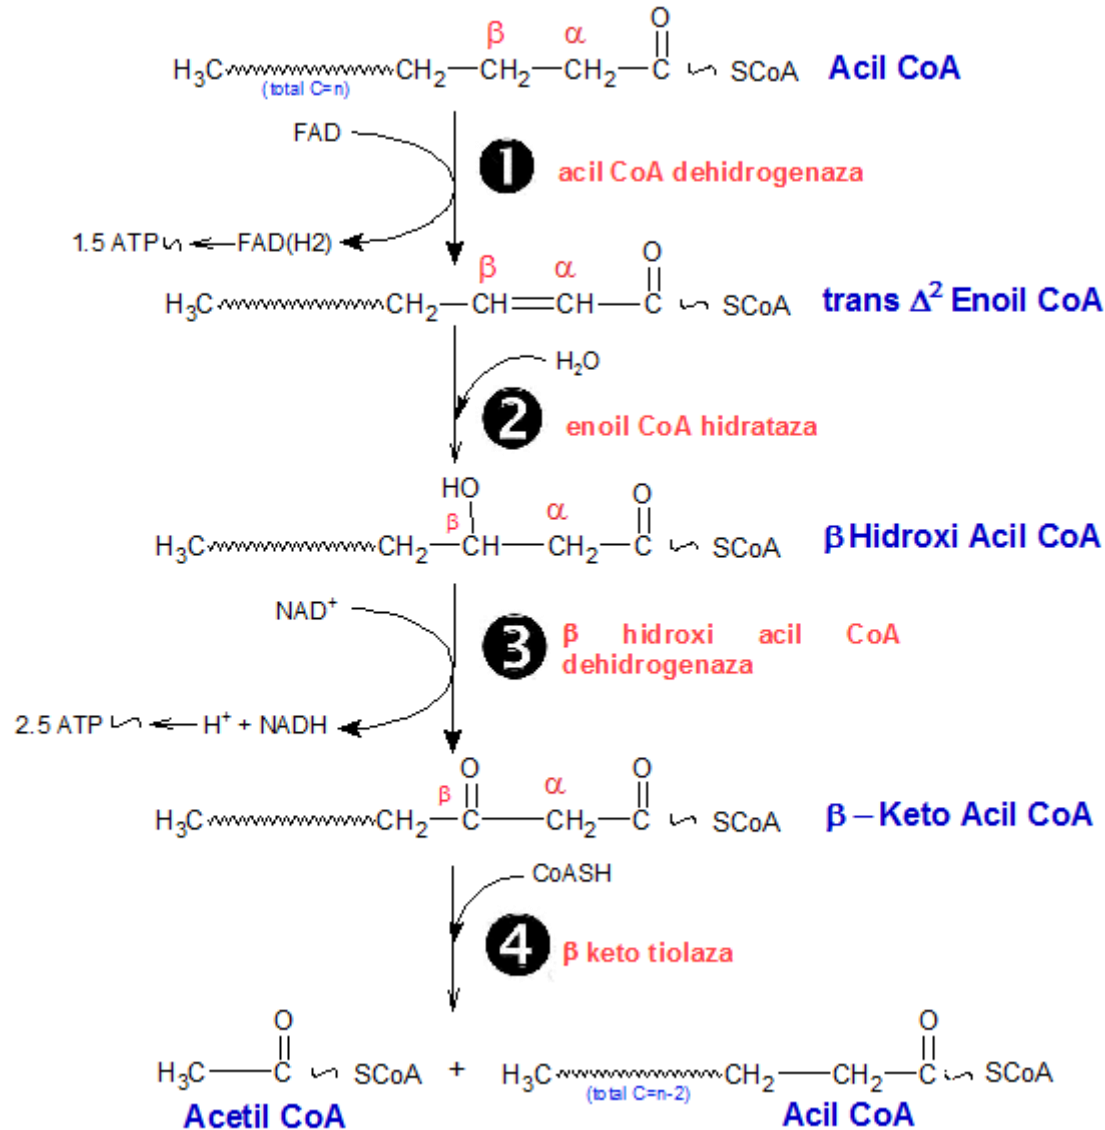 β α O
H₃C CH₂ CH₂ CH₂ C SCoA Acil CoA
(total C=n)
FAD
1 acil CoA dehidrogenaza
1.5 ATP FAD(H2)
β α O
H₃C CH₂ CH CH C SCoA trans Δ² Enoil CoA
H₂O
2 enoil CoA hidrataza
HO O
β α
H₃C CH₂ CH CH₂ C SCoA β Hidroxi Acil CoA
NAD⁺
3 β hidroxi acil CoA
dehidrogenaza
2.5 ATP H⁺ + NADH
O O
β α
H₃C CH₂ C CH₂ C SCoA β – Keto Acil CoA
CoASH
4 β keto tiolaza
O O
H₃C C SCoA + H₃C CH₂ CH₂ C SCoA
(total C=n-2)
Acetil CoA Acil CoA